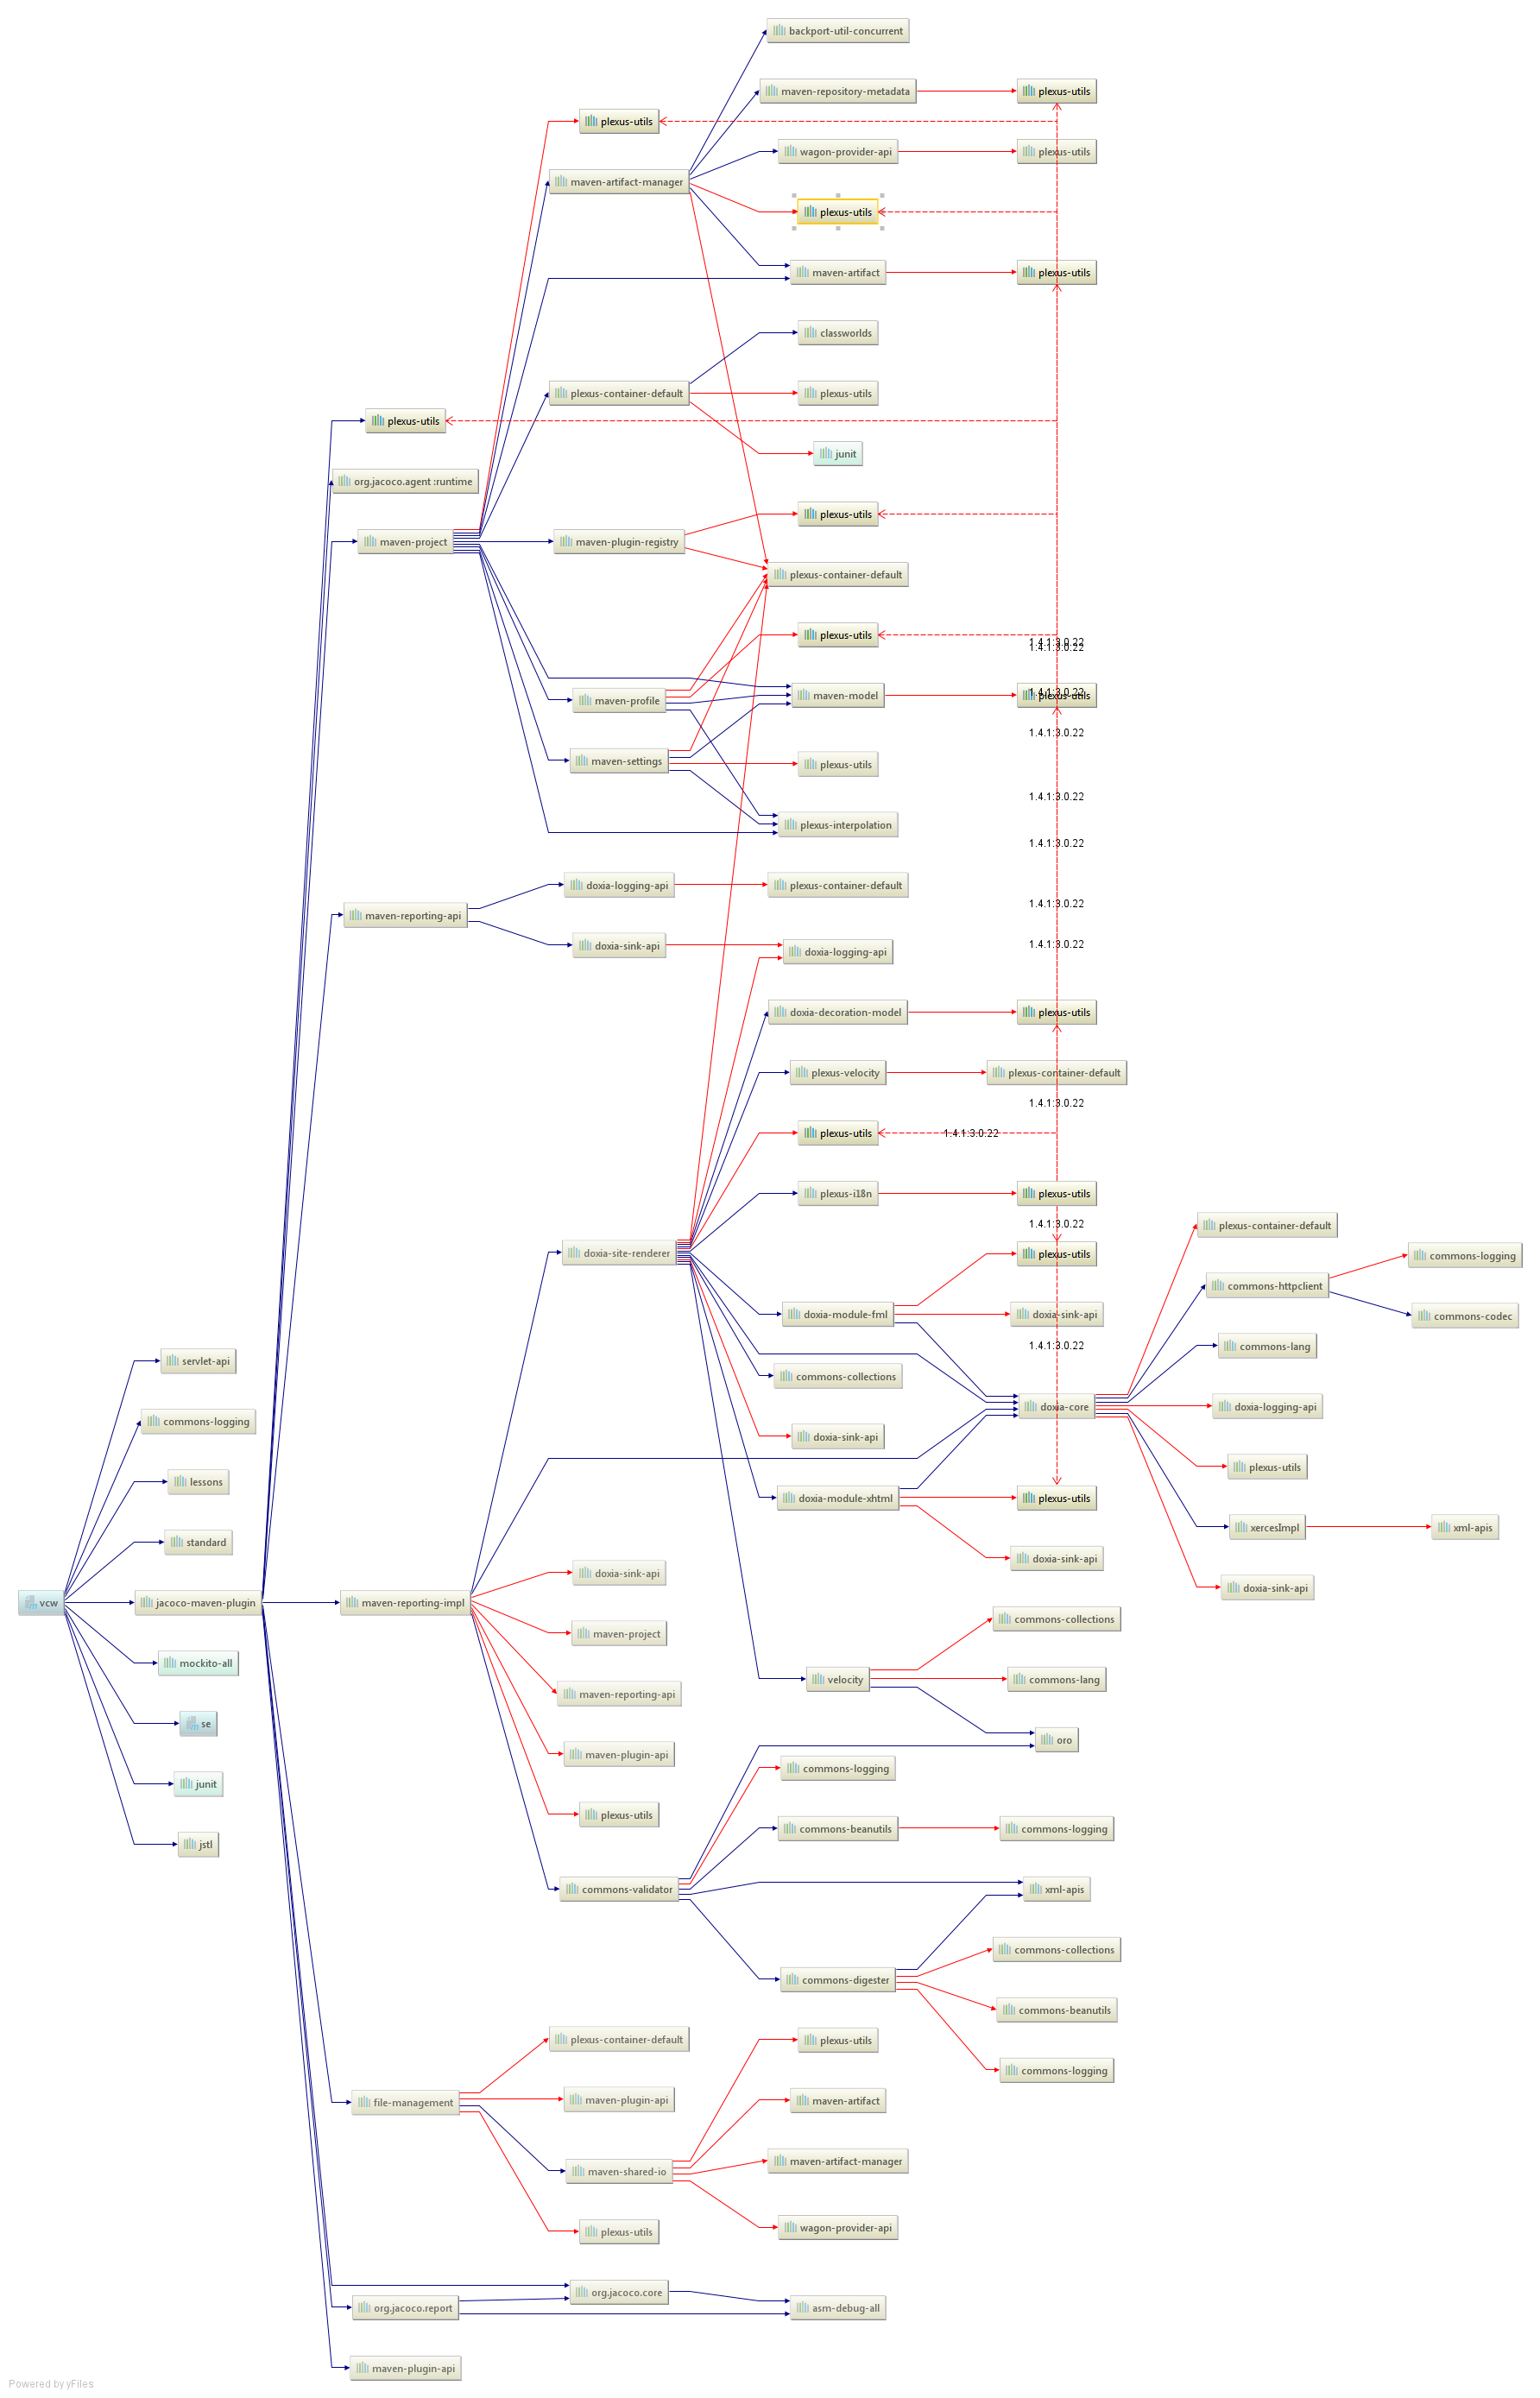 backport-util-concurrent
maven-repository-metadata
plexus-utils
plexus-utils
wagon-provider-api
plexus-utils
maven-artifact-manager
plexus-utils
maven-artifact
plexus-utils
classworlds
plexus-container-default
plexus-utils
plexus-utils
junit
org.jacoco.agent :runtime
plexus-utils
maven-project
maven-plugin-registry
plexus-container-default
plexus-utils
1.4.1:3.0.22
1.4.1:3.0.22
maven-profile
maven-model
1.4.1:3.0.22
plexus-utils
1.4.1:3.0.22
maven-settings
plexus-utils
1.4.1:3.0.22
plexus-interpolation
1.4.1:3.0.22
doxia-logging-api
plexus-container-default
1.4.1:3.0.22
maven-reporting-api
doxia-sink-api
1.4.1:3.0.22
doxia-logging-api
doxia-decoration-model
plexus-utils
plexus-velocity
plexus-container-default
1.4.1:3.0.22
plexus-utils
1.4.1:3.0.22
plexus-i18n
plexus-utils
1.4.1:3.0.22
plexus-container-default
doxia-site-renderer
plexus-utils
commons-logging
commons-httpclient
doxia-module-fml
doxia-sink-api
commons-codec
1.4.1:3.0.22
commons-lang
servlet-api
commons-collections
doxia-core
doxia-logging-api
commons-logging
doxia-sink-api
plexus-utils
lessons
doxia-module-xhtml
plexus-utils
xercesImpl
xml-apis
standard
doxia-sink-api
doxia-sink-api
doxia-sink-api
vcw
jacoco-maven-plugin
maven-reporting-impl
commons-collections
maven-project
mockito-all
velocity
commons-lang
maven-reporting-api
se
oro
maven-plugin-api
commons-logging
junit
plexus-utils
commons-beanutils
commons-logging
jstl
commons-validator
xml-apis
commons-collections
commons-digester
commons-beanutils
plexus-container-default
plexus-utils
commons-logging
file-management
maven-plugin-api
maven-artifact
maven-shared-io
maven-artifact-manager
plexus-utils
wagon-provider-api
org.jacoco.core
org.jacoco.report
asm-debug-all
maven-plugin-api
Powered by yFiles